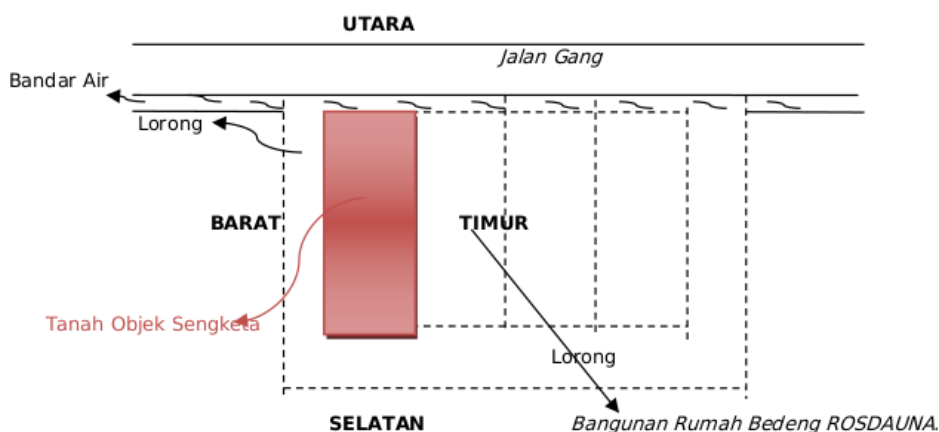 UTARA
Jalan Gang
Bandar Air
Lorong
BARAT
TIMUR
Tanah Objek Sengketa
Lorong
SELATAN
Bangunan Rumah Bedeng ROSDAUNA.